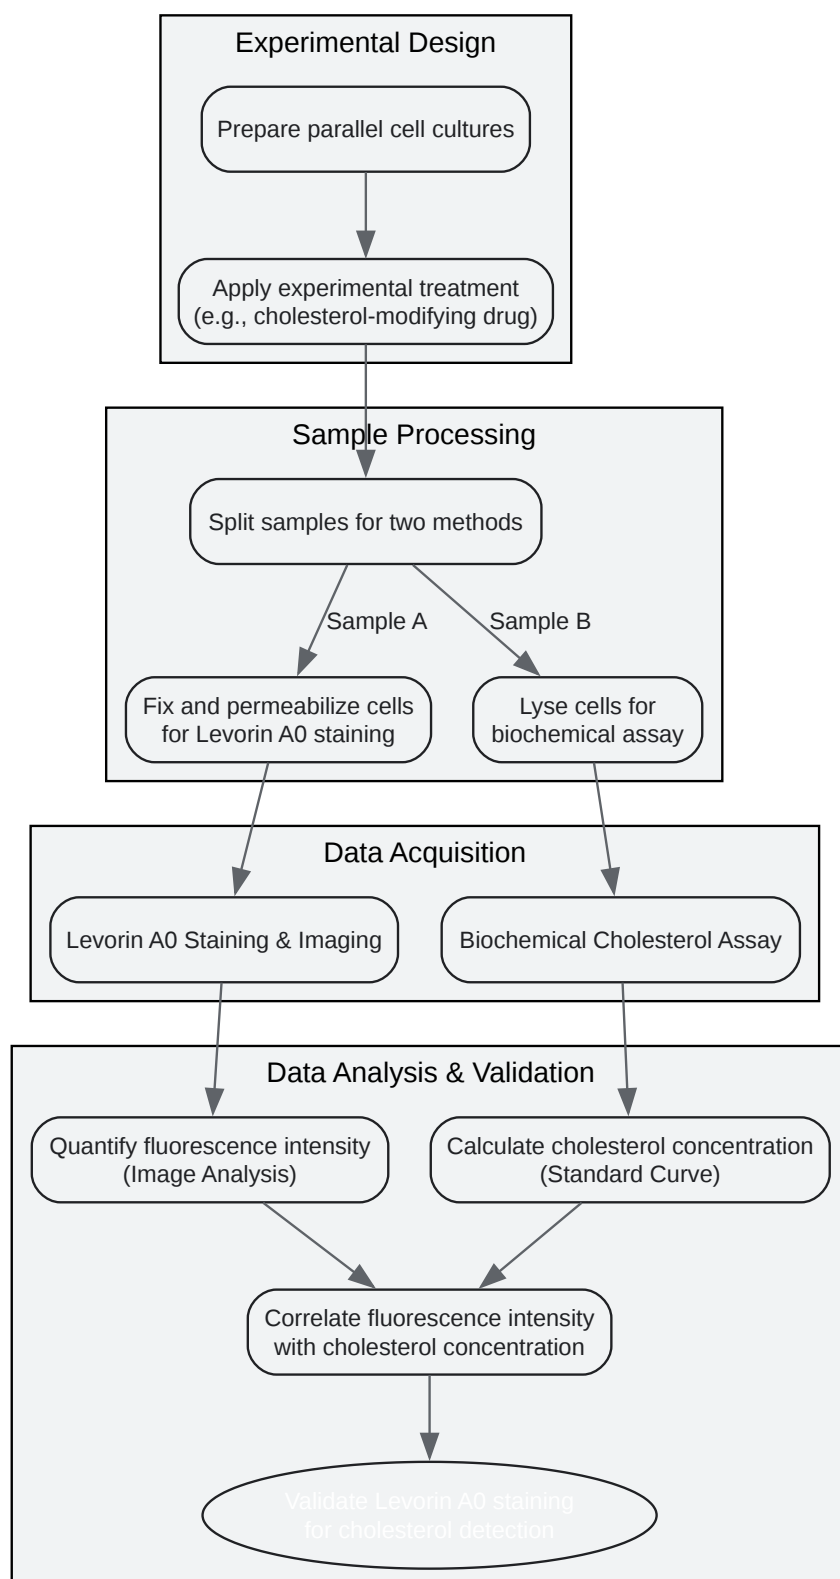 Experimental Design
Prepare parallel cell cultures
Apply experimental treatment
(e.g., cholesterol-modifying drug)
Sample Processing
Split samples for two methods
Sample A
Sample B
Fix and permeabilize cells
for Levorin A0 staining
Lyse cells for
biochemical assay
Data Acquisition
Levorin A0 Staining & Imaging
Biochemical Cholesterol Assay
Data Analysis & Validation
Quantify fluorescence intensity
(Image Analysis)
Calculate cholesterol concentration
(Standard Curve)
Correlate fluorescence intensity
with cholesterol concentration
Validate Levorin A0 staining
for cholesterol detection